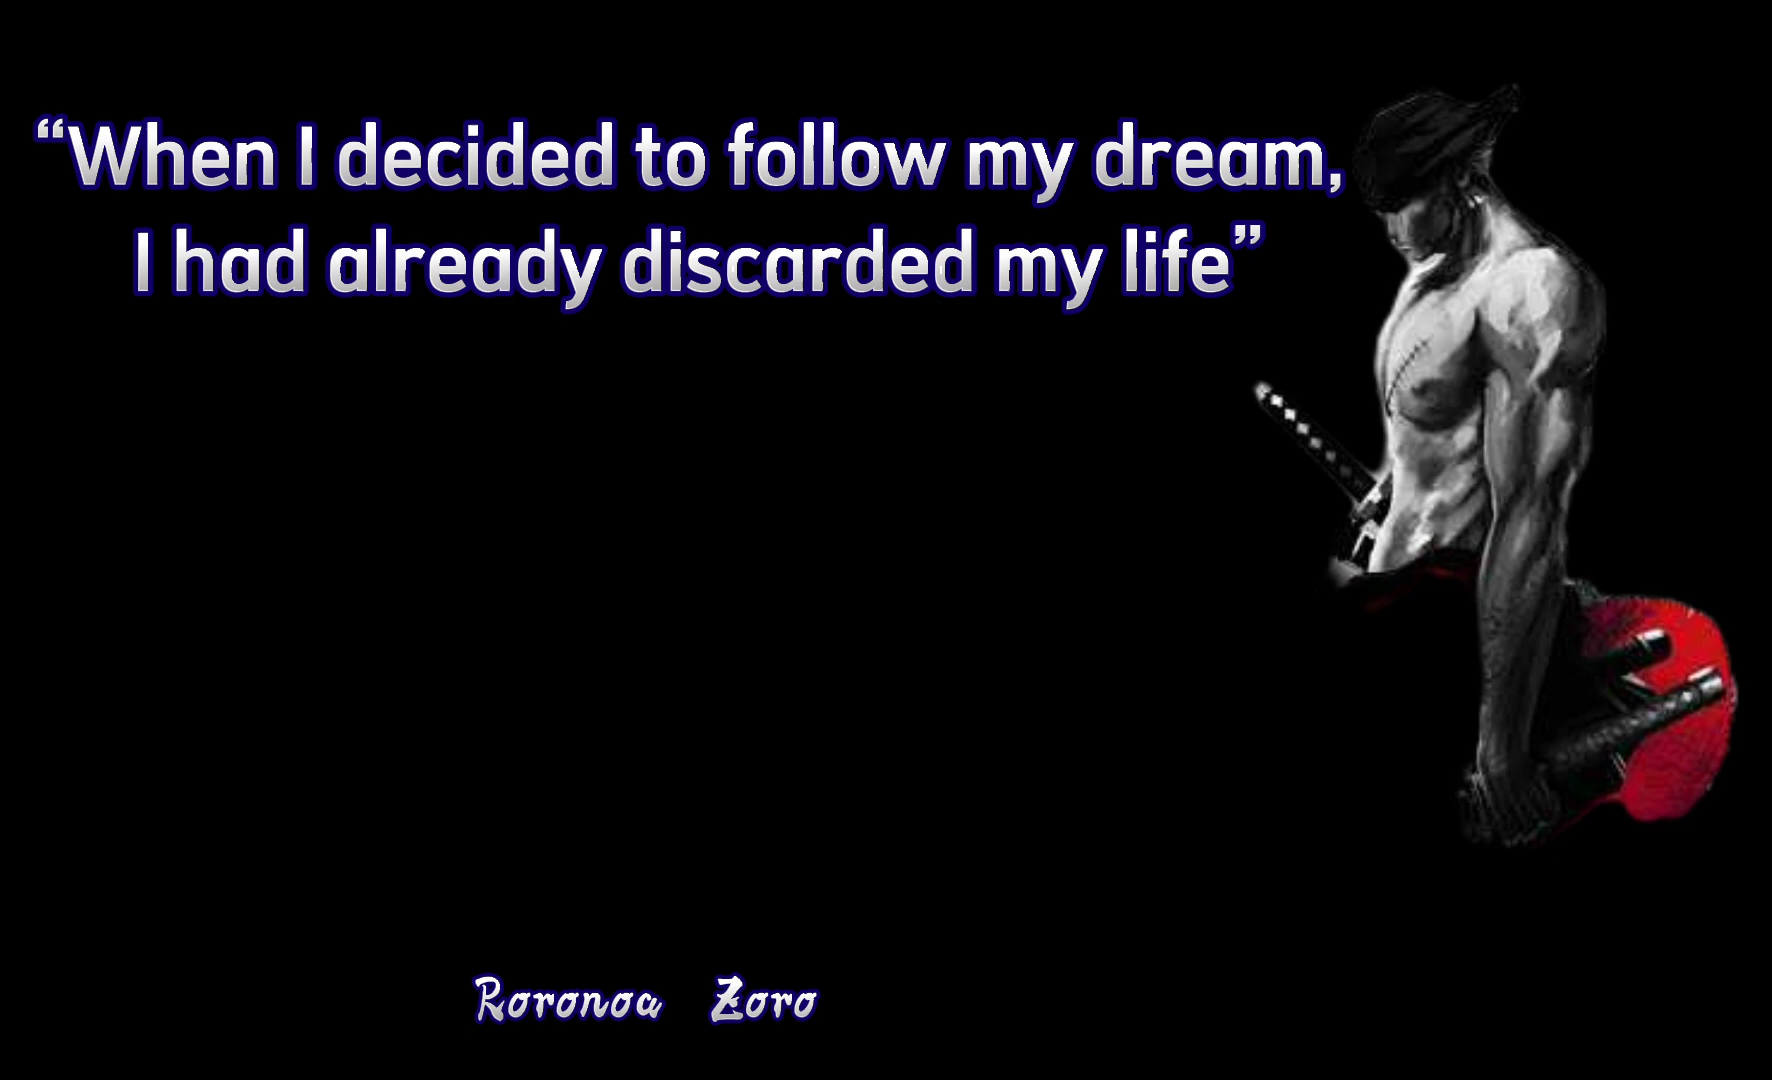 “When I decided to follow my dream,
I had already discarded my life”
Roronoa Zoro